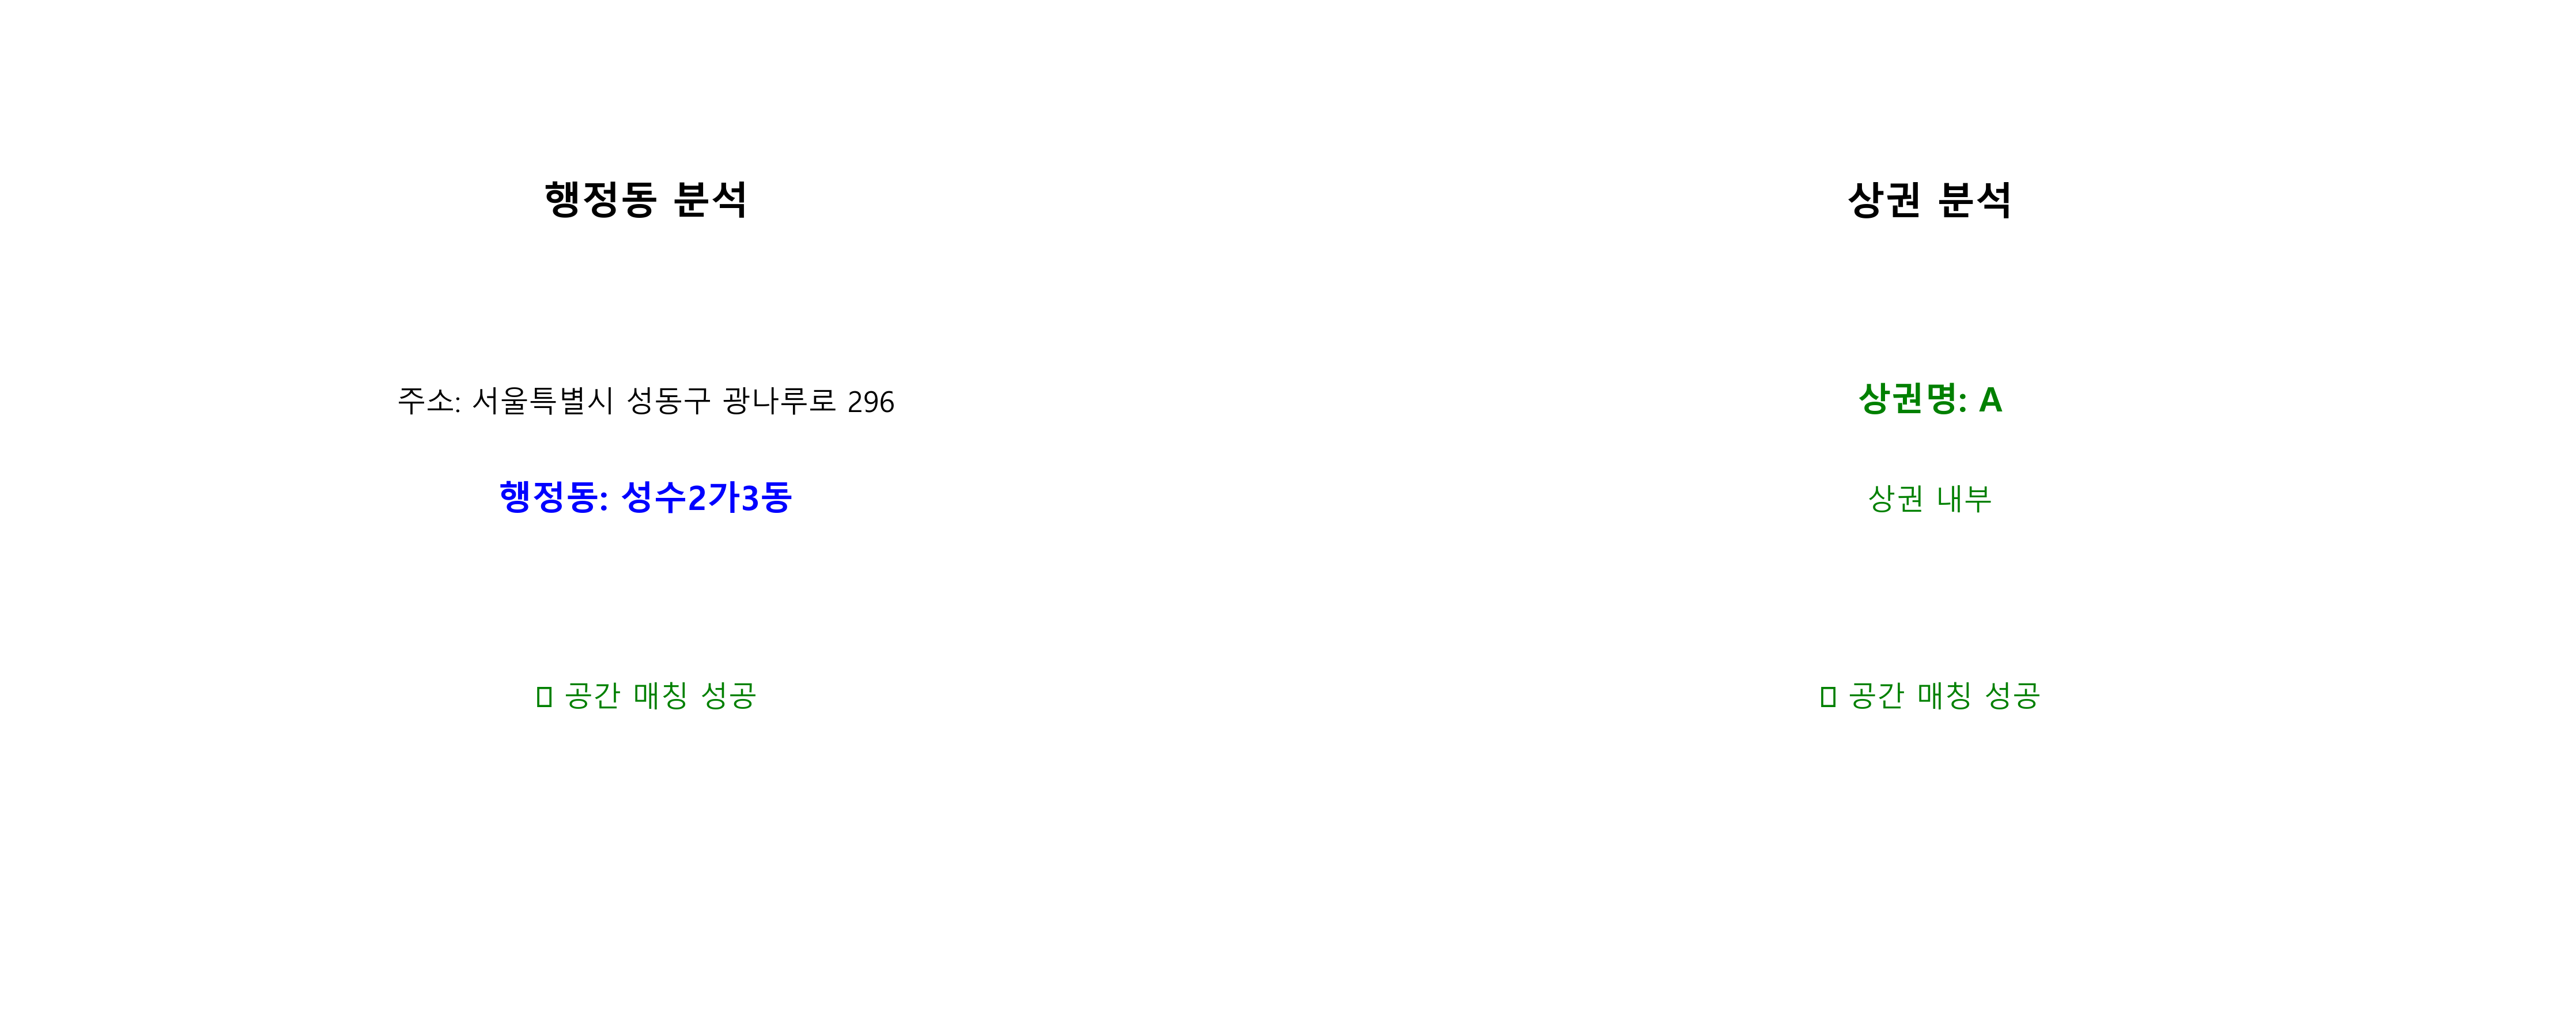 행정동 분석
주소: 서울특별시 성동구 광나루로 296
행정동: 성수2가3동
▯ 공간 매칭 성공
상권 분석
상권명: A
상권 내부
▯ 공간 매칭 성공